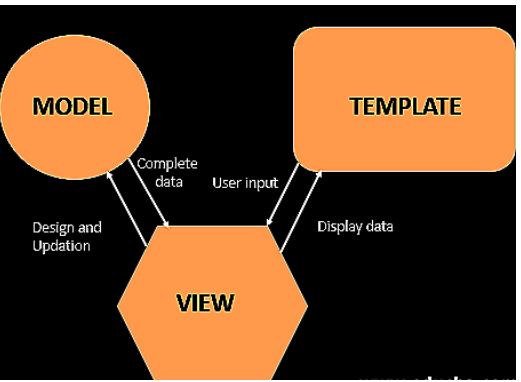 MODEL
TEMPLATE
Complete
data
User input
Design and
Updation
Display data
VIEW